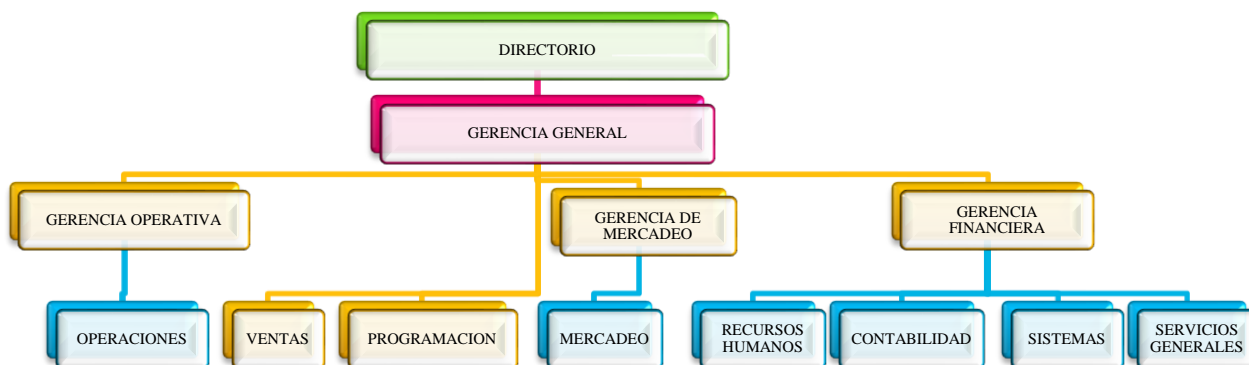 DIRECTORIO
GERENCIA GENERAL
GERENCIA OPERATIVA
GERENCIA DE
MERCADEO
GERENCIA
FINANCIERA
OPERACIONES
VENTAS
PROGRAMACION
MERCADEO
RECURSOS
HUMANOS
CONTABILIDAD
SISTEMAS
SERVICIOS
GENERALES